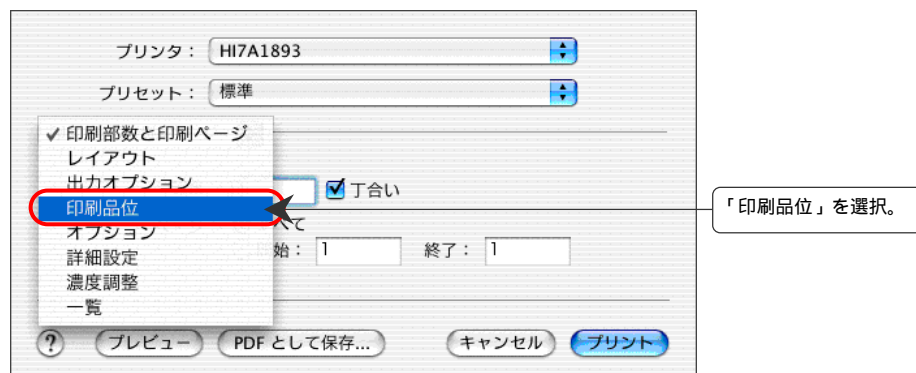 プリンタ： HI7A1893
プリセット： 標準
✓ 印刷部数と印刷ページ
レイアウト
出力オプション
丁合い
印刷品位
「印刷品位」を選択。
オプション
べて
詳細設定
始： 1 終了： 1
濃度調整
一覧
? プレビュー PDF として保存... キャンセル プリント